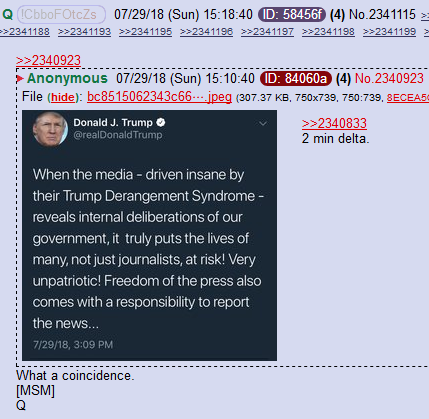 Q !CbboFOtcZs 07/29/18 (Sun) 15:18:40 ID: 58456f (4) No.2341115
>>2341188 >>2341193 >>2341195 >>2341196 >>2341197 >>2341198 >>2341199
>>2340923
Anonymous 07/29/18 (Sun) 15:10:40 ID: 84060a (4) No.2340923
File (hide): bc8515062343c66⋯.jpeg (307.37 KB, 750x739, 750:739, 8ECEA5
Donald J. Trump
@realDonaldTrump
When the media - driven insane by
their Trump Derangement Syndrome -
reveals internal deliberations of our
government, it truly puts the lives of
many, not just journalists, at risk! Very
unpatriotic! Freedom of the press also
comes with a responsibility to report
the news...
7/29/18, 3:09 PM
>>2340833
2 min delta.
What a coincidence.
[MSM]
Q